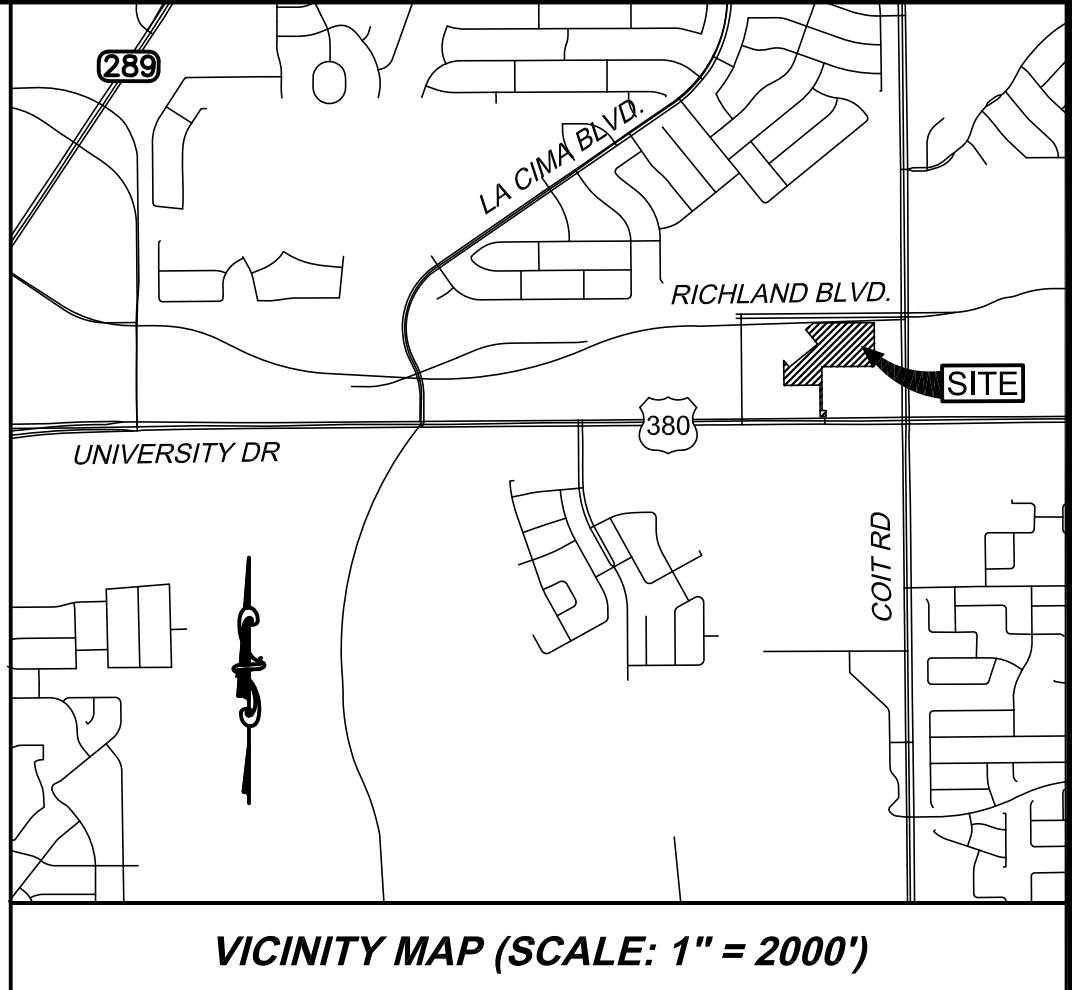 289
LA CIMA BLVD.
RICHLAND BLVD.
SITE
380
UNIVERSITY DR
COIT RD
VICINITY MAP (SCALE: 1" = 2000')